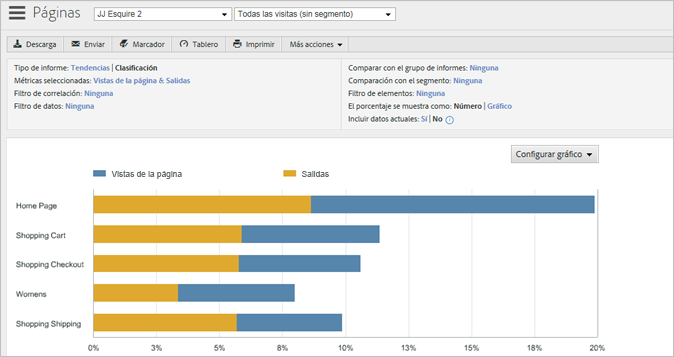 Páginas JJ Esquire 2 Todas las visitas (sin segmento)
Descarga Enviar Marcador Tablero Imprimir Más acciones
Tipo de informe: Tendencias | Clasificación
Métricas seleccionadas: Vistas de la página & Salidas
Filtro de correlación: Ninguna
Filtro de datos: Ninguna
Comparar con el grupo de informes: Ninguna
Comparación con el segmento: Ninguna
Filtro de elementos: Ninguna
El porcentaje se muestra como: Número | Gráfico
Incluir datos actuales: Sí | No
Configurar gráfico
Vistas de la página Salidas
Home Page
Shopping Cart
Shopping Checkout
Womens
Shopping Shipping
0% 3% 5% 8% 10% 13% 15% 18% 20%